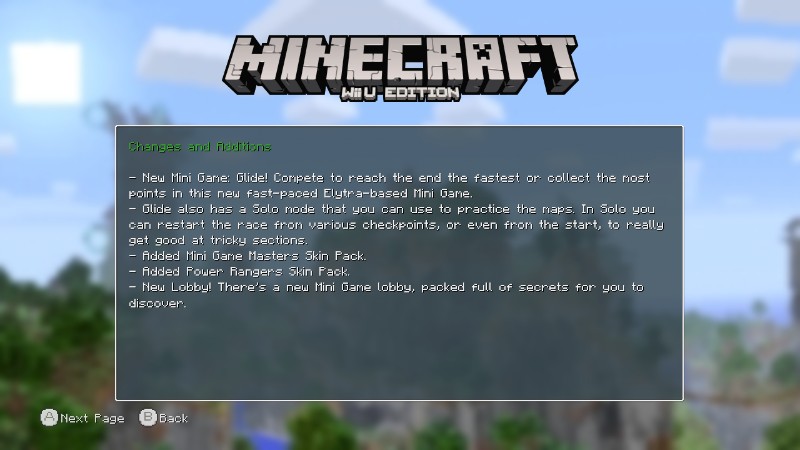 MINECRAFT
Wii U EDITION
Changes and Additions
- New Mini Game: Glide! Compete to reach the end the fastest or collect the most
points in this new fast-paced Elytra-based Mini Game.
- Glide also has a Solo mode that you can use to practice the maps. In Solo you
can restart the race from various checkpoints, or even from the start, to really
get good at tricky sections.
- Added Mini Game Masters Skin Pack.
- Added Power Rangers Skin Pack.
- New Lobby! There's a new Mini Game lobby, packed full of secrets for you to
discover.
A Next Page B Back